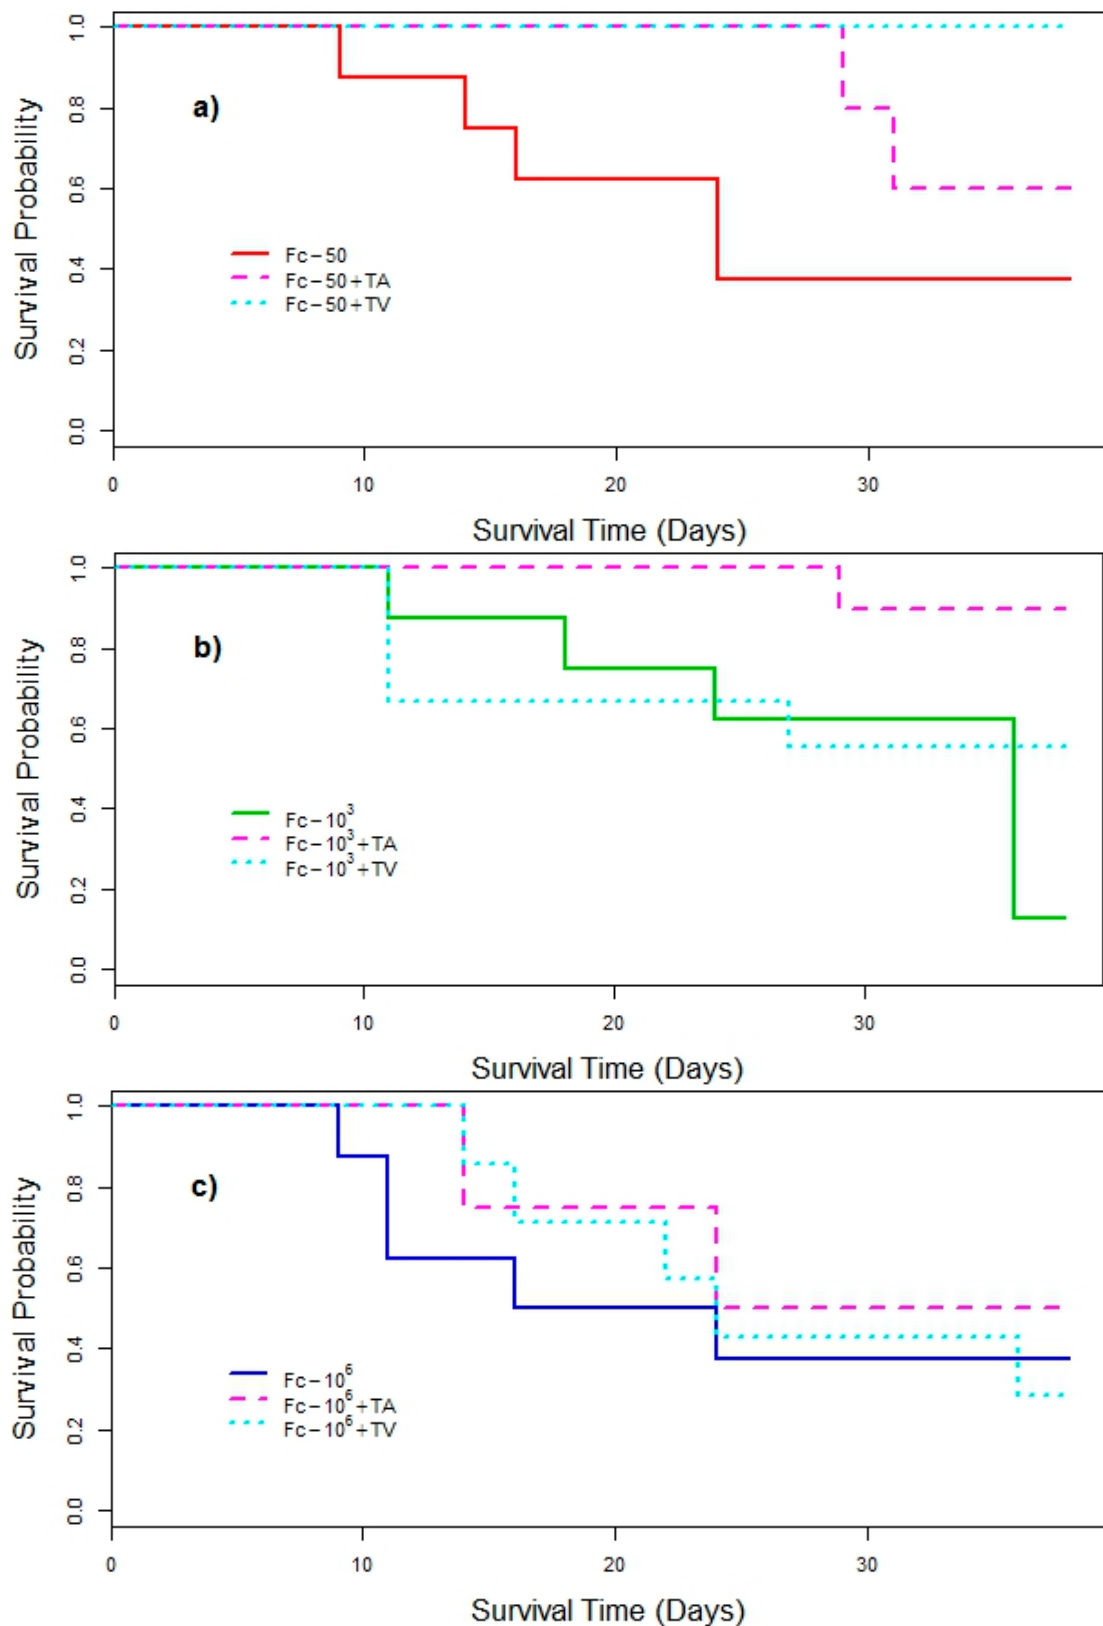 1.0
0.8
0.6
0.4
0.2
0.0
Survival Probability
a)
Fc-50
Fc-50+TA
Fc-50+TV
0 10 20 30
Survival Time (Days)
1.0
0.8
0.6
0.4
0.2
0.0
Survival Probability
b)
Fc-10³
Fc-10³+TA
Fc-10³+TV
0 10 20 30
Survival Time (Days)
1.0
0.8
0.6
0.4
0.2
0.0
Survival Probability
c)
Fc-10⁶
Fc-10⁶+TA
Fc-10⁶+TV
0 10 20 30
Survival Time (Days)